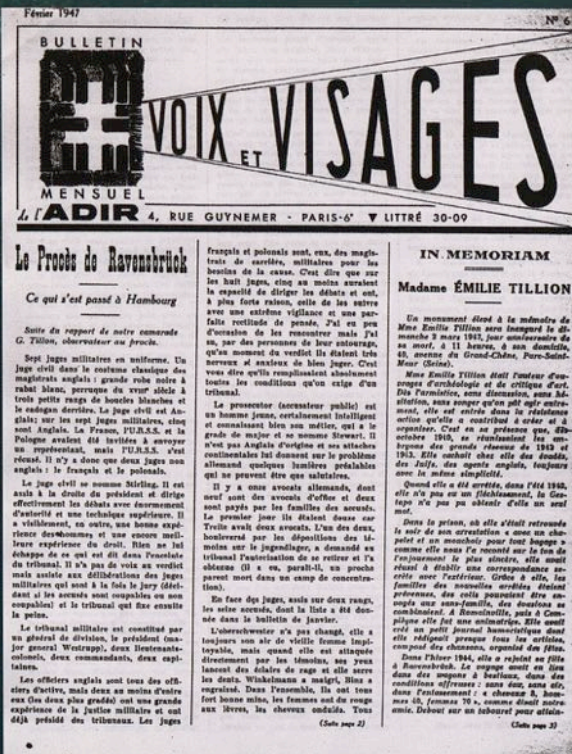 Février 1947
N° 6
BULLETIN
MENSUEL
de l'ADIR
VOIX ET VISAGES
4, RUE GUYNEMER - PARIS-6e ▼ LITTRÉ 30-09
Le Procès de Ravensbrück
Ce qui s'est passé à Hambourg
Suite du rapport de notre camarade
G. Tillion, observateur au procès.
Sept juges militaires en uniforme. Un
juge civil dans le costume classique des
magistrats anglais : grande robe noire à
rabat blanc, perruque du XVIIIe siècle à
trois petits rangs de boucles blanches et
le cadogan derrière. Le juge civil est An-
glais; sur les sept juges militaires, cinq
sont Anglais. La France, l'U.R.S.S. et la
Pologne avaient été invitées à envoyer
un représentant, mais l'U.R.S.S. s'est
récusé. Il n'y a donc que deux juges non
anglais : le français et le polonais.
Le juge civil se nomme Stirling. Il est
assis à la droite du président et dirige
effectivement les débats avec énormément
d'autorité et une technique supérieure. Il
a visiblement, en outre, une bonne expé-
rience des hommes et une encore meil-
leure expérience du droit. Rien ne lui
échappe de ce qui est dit dans l'enceinte
du tribunal. Il n'a pas de voix au verdict
mais assiste aux délibérations des juges
militaires qui sont à la fois le jury (déci-
dant si les accusés sont coupables ou non
coupables) et le tribunal qui fixe ensuite
la peine.
Le tribunal militaire est constitué par
un général de division, le président (ma-
jor general Westrupp), deux lieutenants-
colonels, deux commandants, deux capi-
taines.
Les officiers anglais sont tous des offi-
ciers d'active, mais deux au moins d'entre
eux (les deux plus gradés) ont une grande
expérience de la justice militaire et ont
déjà présidé des tribunaux. Les juges
français et polonais sont, eux, des magis-
trats de carrière, militaires pour les
besoins de la cause. C'est dire que sur
les huit juges, cinq au moins auraient
la capacité de diriger les débats et ont,
à plus forte raison, celle de les suivre
avec une extrême vigilance et une par-
faite rectitude de pensée. J'ai eu peu
d'occasion de les rencontrer mais j'ai
su, par des personnes de leur entourage,
qu'au moment du verdict ils étaient très
nerveux et anxieux de bien juger. C'est
vous dire qu'ils remplissaient absolument
toutes les conditions qu'on exige d'un
tribunal.
Le prosecutor (accusateur public) est
un homme jeune, certainement intelligent
et connaissant bien son métier, qui a le
grade de major et se nomme Stewart. Il
n'est pas Anglais d'origine et ses attaches
continentales lui donnent sur le problème
allemand quelques lumières préalables
qui ne peuvent être que salutaires.
Il y a onze avocats allemands, dont
neuf sont des avocats d'office et deux
sont payés par les familles des accusés.
Le premier jour ils étaient douze car
Treite avait deux avocats. L'un des deux,
bouleversé par les dépositions des té-
moins sur le jugendlager, a demandé au
tribunal l'autorisation de se retirer et l'a
obtenue (il a eu, paraît-il, un proche
parent mort dans un camp de concentra-
tion).
En face des juges, assis sur deux rangs,
les seize accusés, dont la liste a été don-
née dans le bulletin de janvier.
L'oberschwester n'a pas changé, elle a
toujours son air de vieille femme impi-
toyable, mais quand elle est attaquée
directement par les témoins, ses yeux
lancent des éclairs de rage et elle serre
les dents. Winkelmann a maigri, Binz a
engraissé. Dans l'ensemble, ils ont tous
fort bonne mine, les femmes ont du rouge
aux lèvres, les cheveux ondulés. Tous
(Suite page 2)
IN MEMORIAM
Madame ÉMILIE TILLION
Un monument élevé à la mémoire de
Mme Emilie Tillion sera inauguré le di-
manche 2 mars 1947, jour anniversaire de
sa mort, à 11 heures, à son domicile,
40, avenue du Grand-Chêne, Parc-Saint-
Maur (Seine).
Mme Emilie Tillion était l'auteur d'ou-
vrages d'archéologie et de critique d'art.
Dès l'armistice, sans discussion, sans hé-
sitation, sans songer qu'on pût agir autre-
ment, elle est entrée dans la résistance
active qu'elle a contribué à créer et à
organiser. C'est en sa présence que, dès
octobre 1940, se réunissaient les em-
bryons des grands réseaux de 1942 et
1943. Elle cachait chez elle des évadés,
des Juifs, des agents anglais, toujours
avec la même simplicité.
Quand elle a été arrêtée, dans l'été 1942,
elle n'a pas eu un fléchissement, la Ges-
tapo n'a pas pu obtenir d'elle un seul
mot.
Dans la prison, où elle s'était retrouvée
le soir de son arrestation « avec un cha-
pelet et un mouchoir pour tout bagage »
comme elle nous l'a raconté sur le ton de
l'enjouement le plus sincère, elle avait
réussi à établir une correspondance se-
crète avec l'extérieur. Grâce à elle, les
familles des nouvelles arrêtées étaient
prévenues, des colis pouvaient être en-
voyés aux sans-famille, des évasions se
combinaient. A Romainville, puis à Com-
piègne elle fut une animatrice. Elle avait
créé un petit journal humoristique dont
elle rédigeait presque tous les articles,
composé des chansons, organisé des fêtes.
Dans l'hiver 1944, elle a rejoint sa fille
à Ravensbrück. Le voyage avait eu lieu
dans des wagons à bestiaux, dans des
conditions affreuses : sans eau, sans air,
dans l'entassement : « chevaux 8, hom-
mes 40, femmes 70 », comme disait notre
amie. Debout sur un tabouret pour attein-
(Suite page 3)